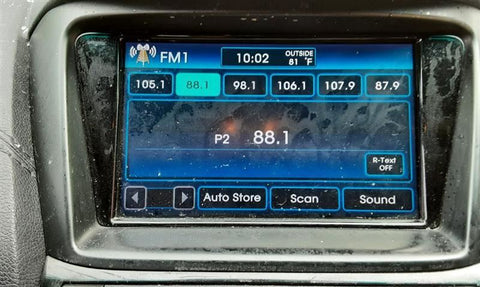 FM1 10:02 OUTSIDE
81 °F
105.1 88.1 98.1 106.1 107.9 87.9
P2 88.1
R-Text
OFF
Auto Store Scan Sound